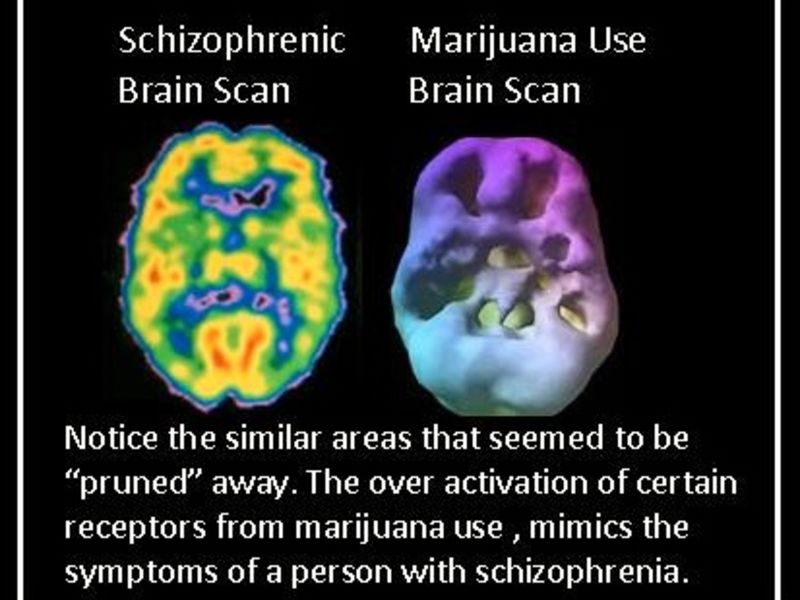 Schizophrenic Brain Scan
Marijuana Use Brain Scan
Notice the similar areas that seemed to be
“pruned” away. The over activation of certain
receptors from marijuana use , mimics the
symptoms of a person with schizophrenia.